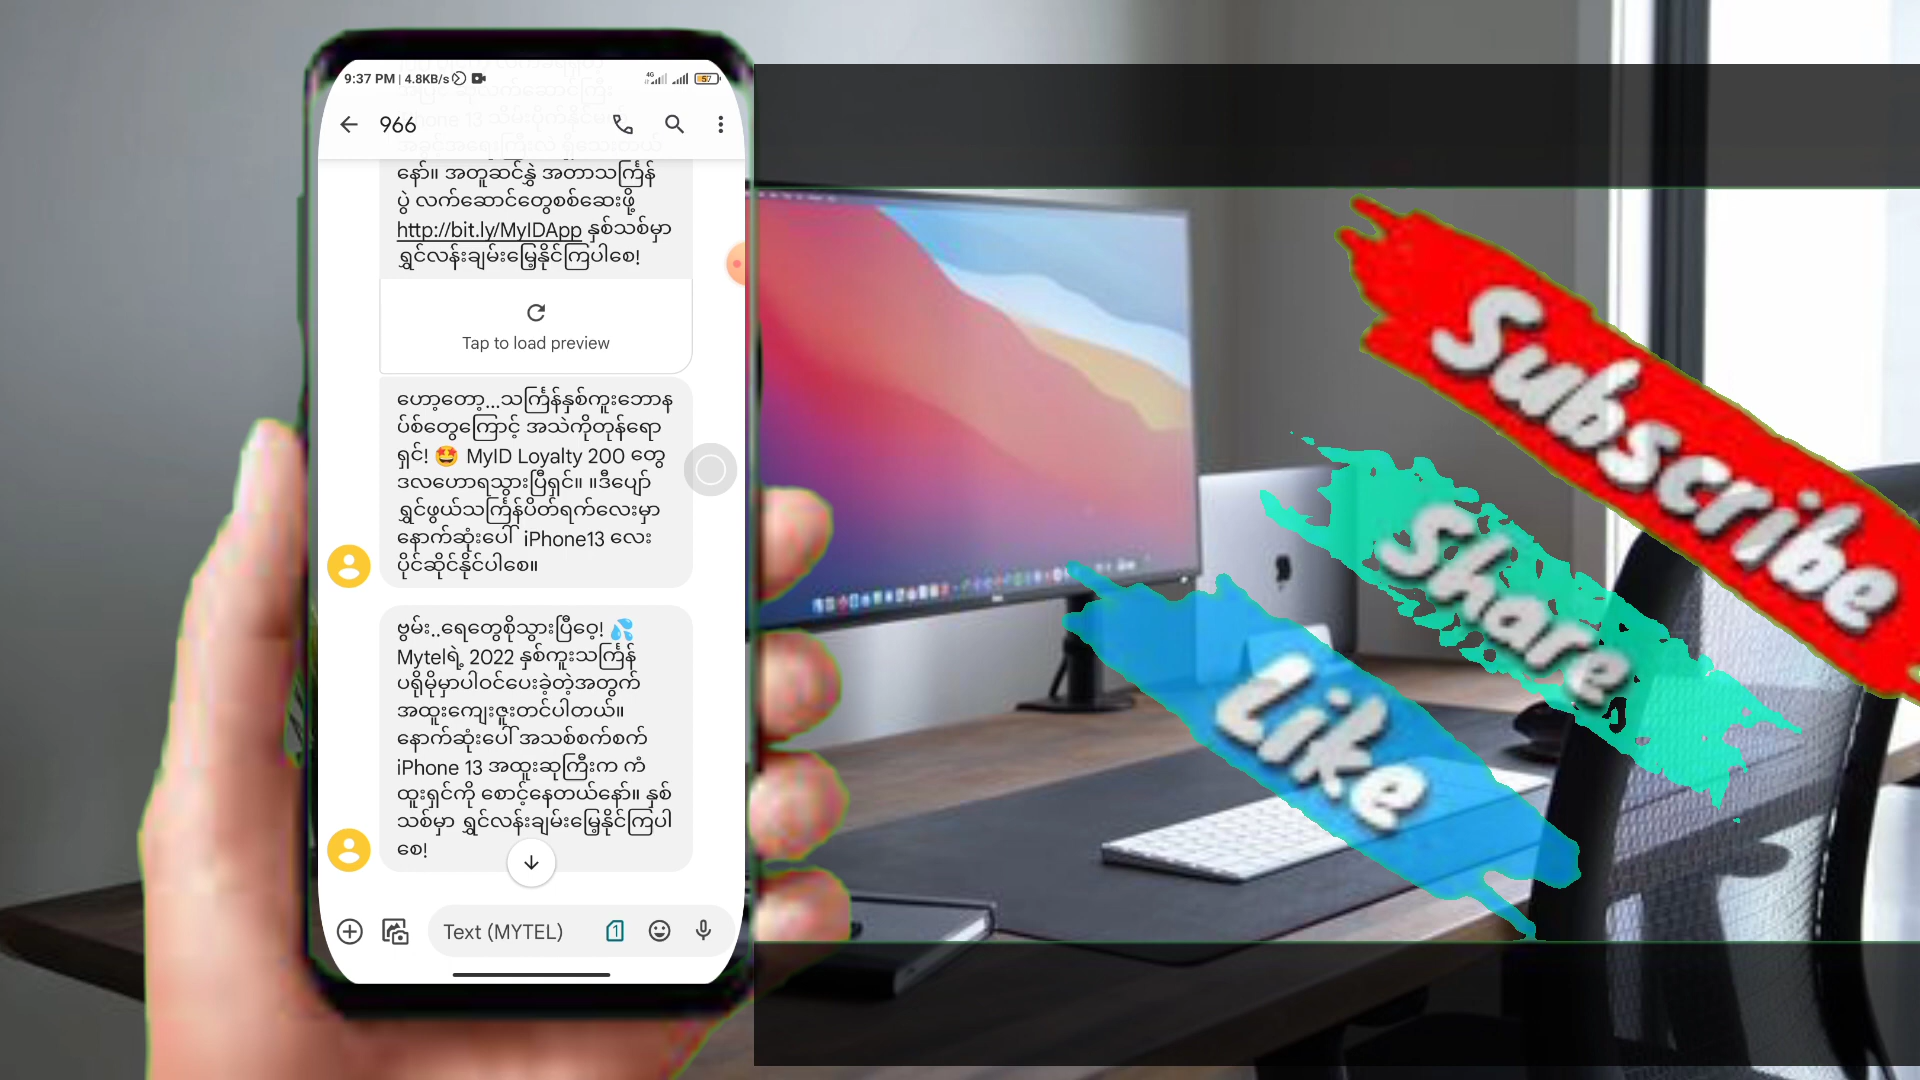 9:37 PM | 4.8KB/s
4G
57
966
နော်။ အတူဆင်နွှဲ အတာသင်္ကြန်
ပွဲ လက်ဆောင်တွေစစ်ဆေးဖို့
http://bit.ly/MyIDApp နှစ်သစ်မှာ
ရွှင်လန်းချမ်းမြေ့နိုင်ကြပါစေ!
Tap to load preview
ဟော့တော့...သင်္ကြန်နှစ်ကူးဘောန
ပ်စ်တွေကြောင့် အသဲကိုတုန်ရော
ရှင်! 🤩 MyID Loyalty 200 တွေ
ဒလဟောရသွားပြီရှင်။ ။ဒီပျော်
ရွှင်ဖွယ်သင်္ကြန်ပိတ်ရက်လေးမှာ
နောက်ဆုံးပေါ် iPhone13 လေး
ပိုင်ဆိုင်နိုင်ပါစေ။
ဗွမ်း..ရေတွေစိုသွားပြီဝေ့! 💦
Mytelရဲ့ 2022 နှစ်ကူးသင်္ကြန်
ပရိုမိုမှာပါဝင်ပေးခဲ့တဲ့အတွက်
အထူးကျေးဇူးတင်ပါတယ်။
နောက်ဆုံးပေါ် အသစ်စက်စက်
iPhone 13 အထူးဆုကြီးက ကံ
ထူးရှင်ကို စောင့်နေတယ်နော်။ နှစ်
သစ်မှာ ရွှင်လန်းချမ်းမြေ့နိုင်ကြပါ
စေ!
Text (MYTEL)
1
Subscribe
Share
Like